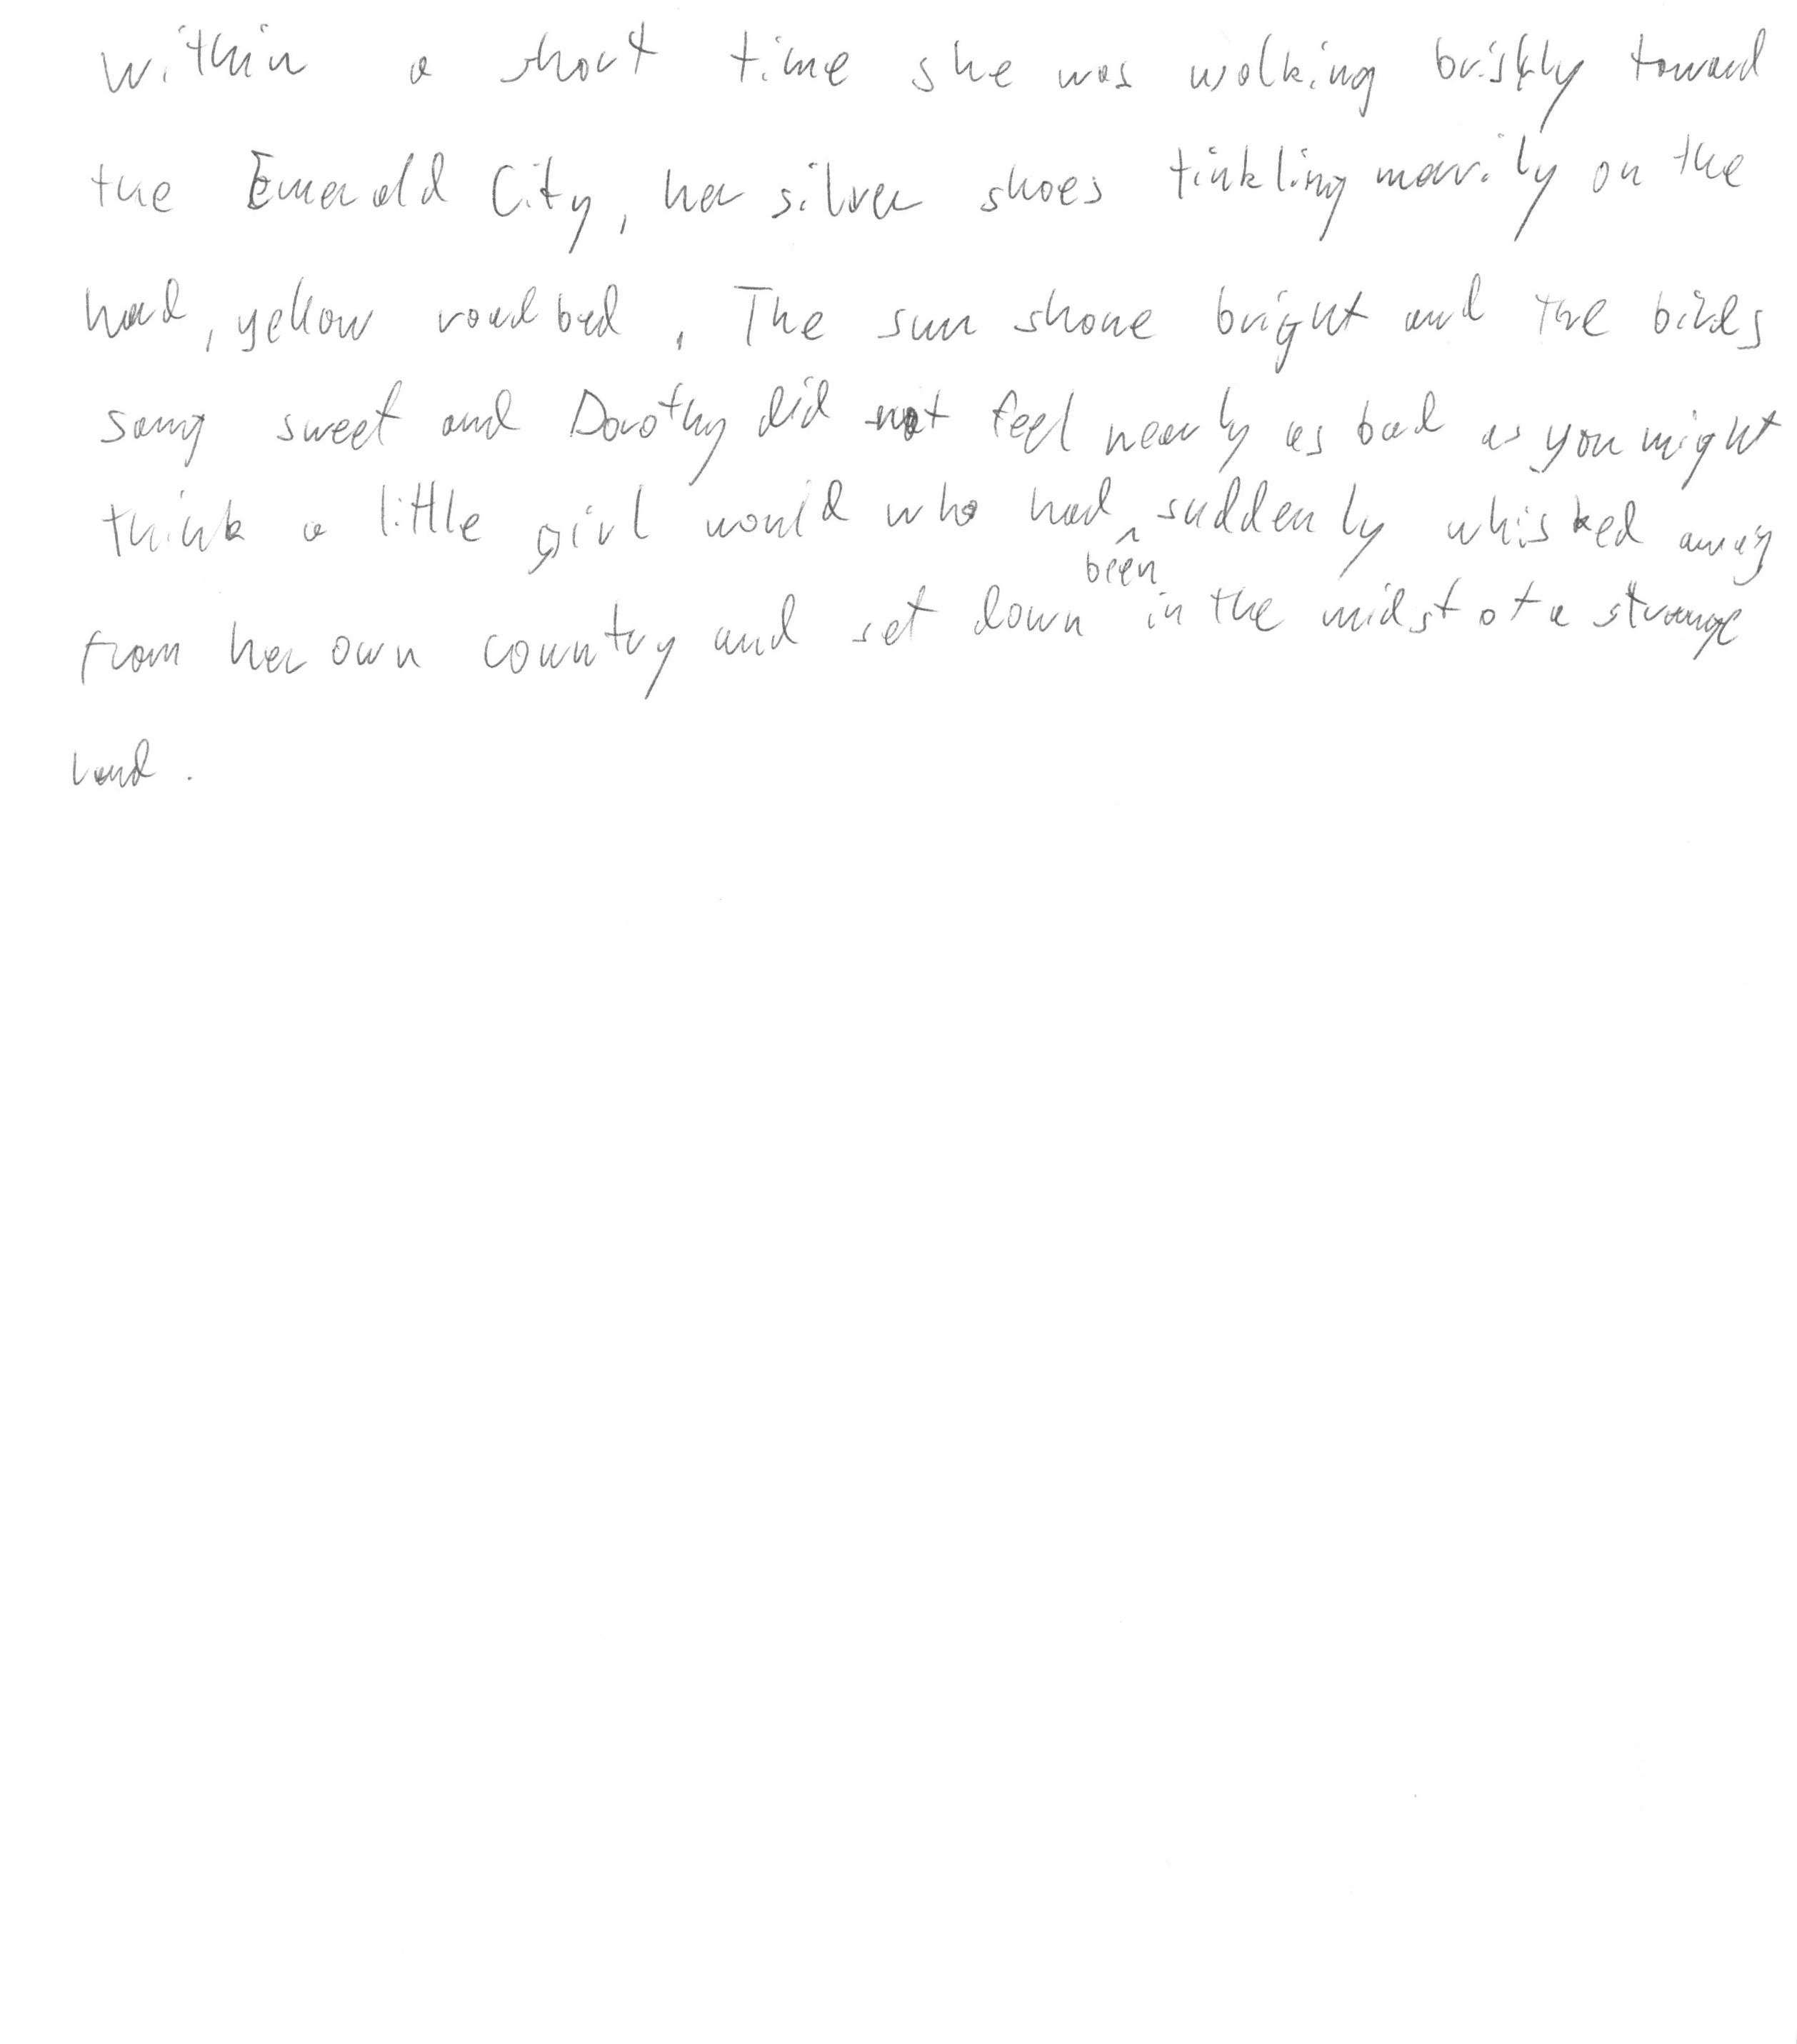 Within a short time she was walking briskly toward
the Emerald City, her silver shoes tinkling merrily on the
hard, yellow roadbed. The sun shone bright and the birds
sang sweet and Dorothy did not feel nearly as bad as you might
think a little girl would who had been suddenly whisked away
from her own country and set down in the midst of a strange
land.